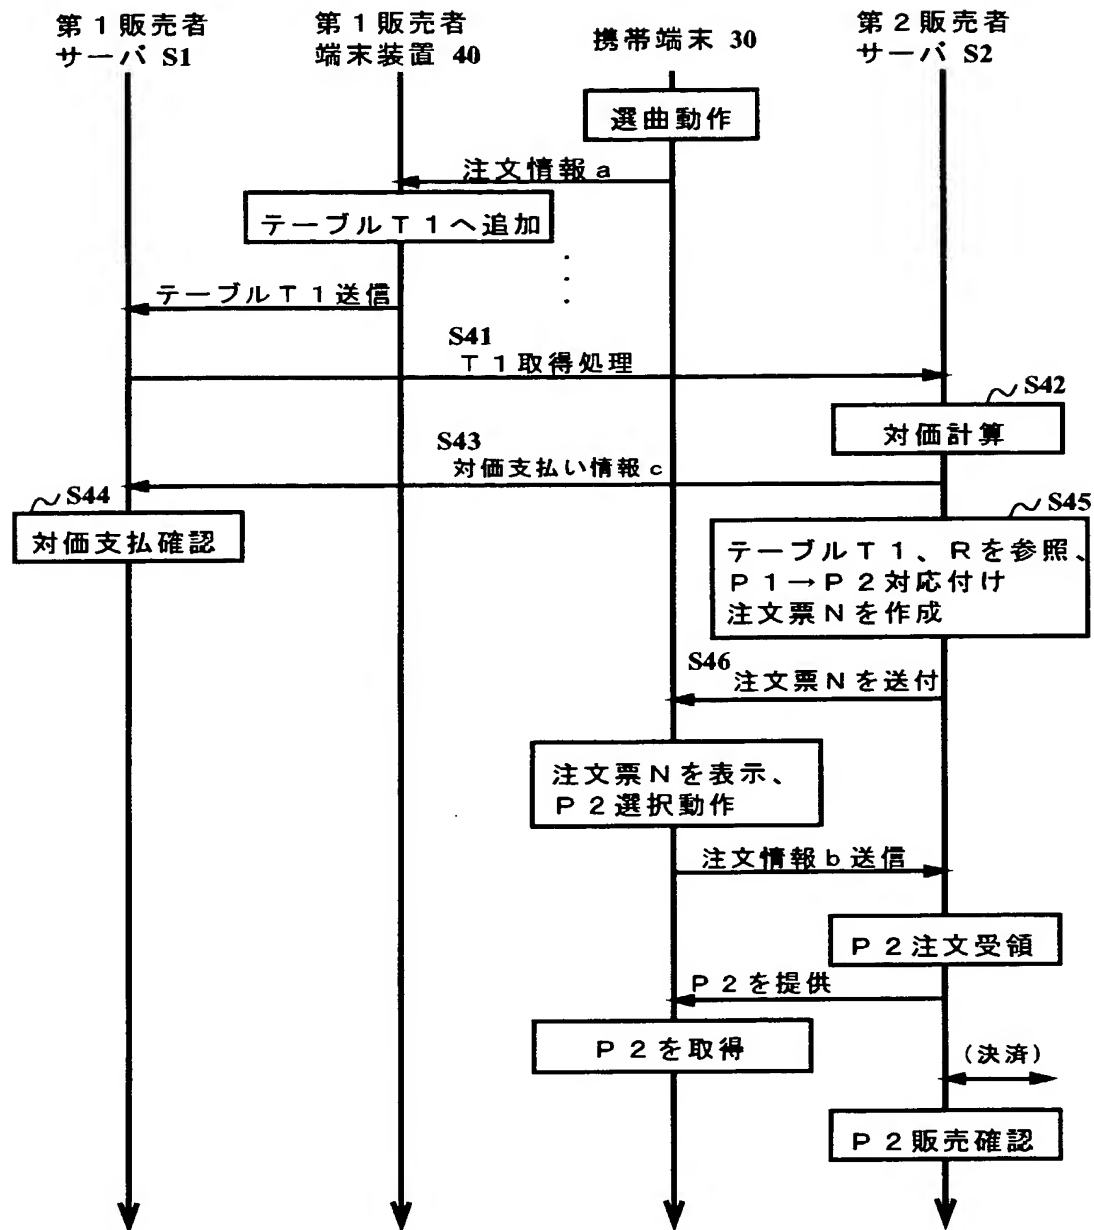 第１販売者
サーバ S1
第１販売者
端末装置 40
携帯端末 30
第２販売者
サーバ S2
選曲動作
注文情報ａ
テーブルＴ１へ追加
テーブルＴ１送信
S41
Ｔ１取得処理
S42
対価計算
S43
対価支払い情報ｃ
S44
対価支払確認
S45
テーブルＴ１、Ｒを参照、
Ｐ１→Ｐ２対応付け
注文票Ｎを作成
S46
注文票Ｎを送付
注文票Ｎを表示、
Ｐ２選択動作
注文情報ｂ送信
Ｐ２注文受領
Ｐ２を提供
Ｐ２を取得
(決済)
Ｐ２販売確認